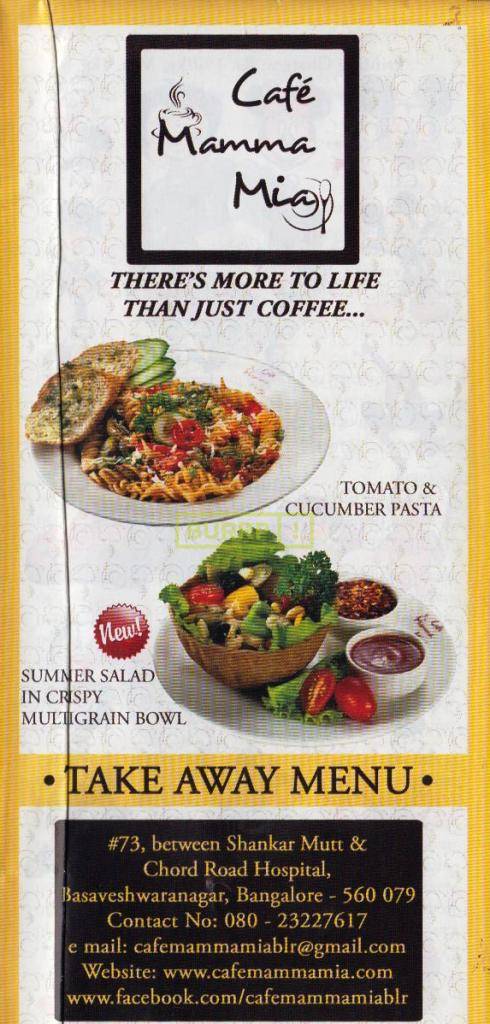 Café
Mamma
Mia
THERE'S MORE TO LIFE
THAN JUST COFFEE...
TOMATO &
CUCUMBER PASTA
BURRP!
New!
SUMMER SALAD
IN CRISPY
MULTIGRAIN BOWL
• TAKE AWAY MENU •
#73, between Shankar Mutt &
Chord Road Hospital,
Basaveshwaranagar, Bangalore - 560 079
Contact No: 080 - 23227617
e mail: cafemammamiablr@gmail.com
Website: www.cafemammamia.com
www.facebook.com/cafemammamiablr